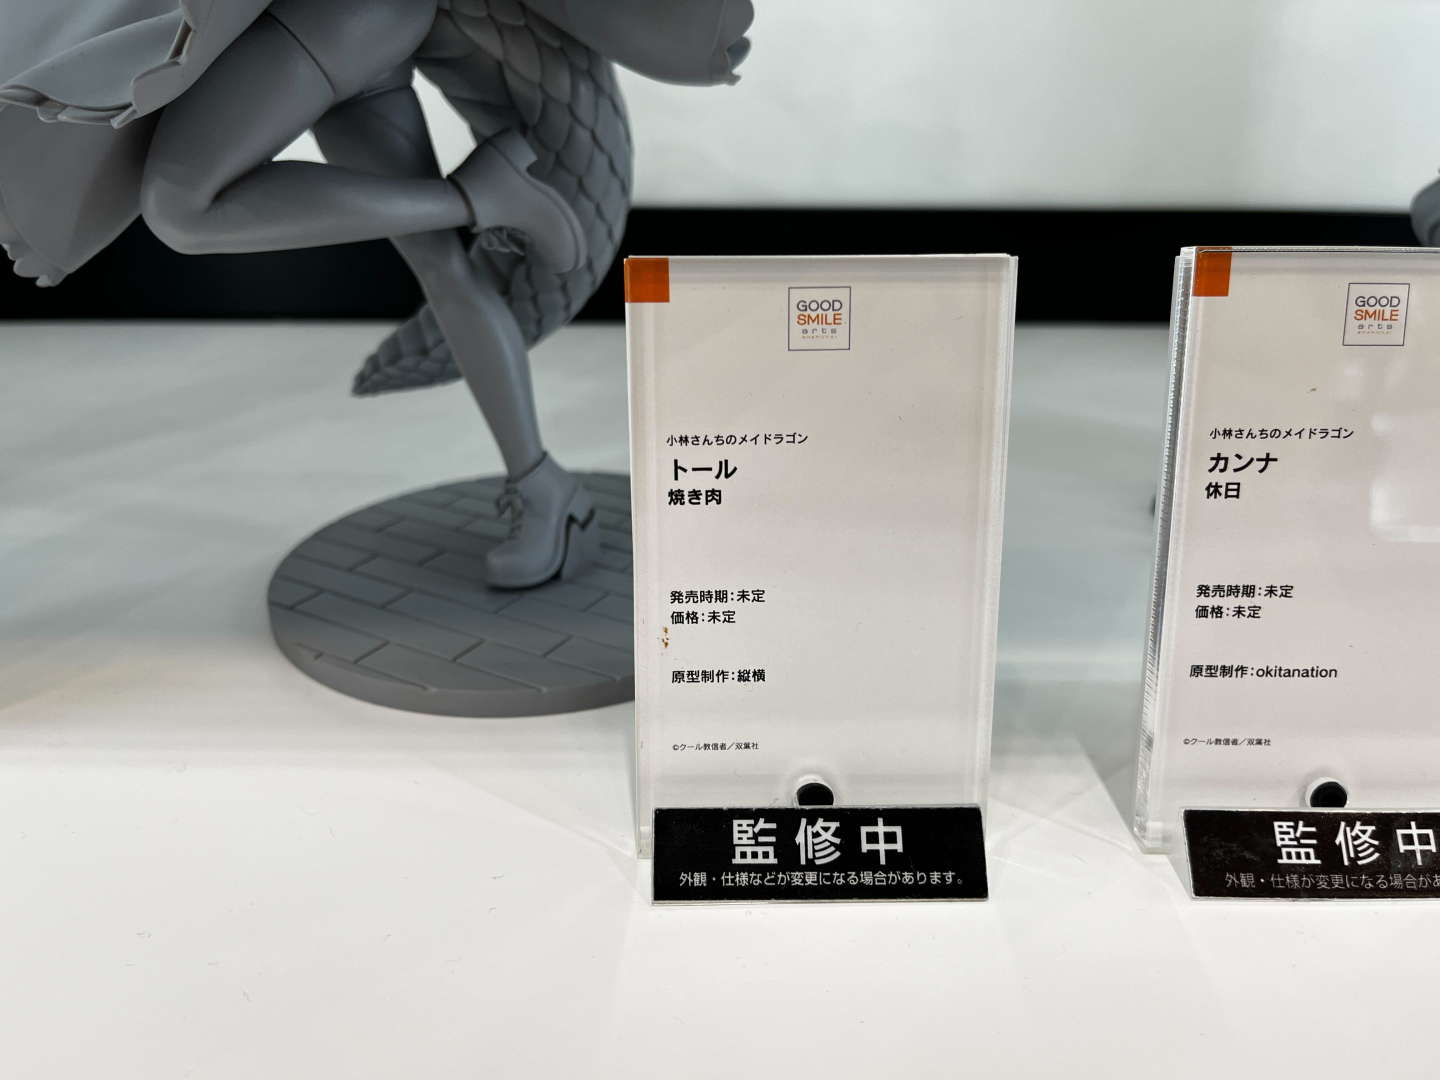 GOOD
SMILE
arts
SHANGHAI
小林さんちのメイドラゴン
トール
焼き肉
発売時期:未定
価格:未定
原型制作:縦横
©クール教信者/双葉社
監修中
外観・仕様などが変更になる場合があります。
GOOD
SMILE
arts
SHANGHAI
小林さんちのメイドラゴン
カンナ
休日
発売時期:未定
価格:未定
原型制作:okitanation
©クール教信者/双葉社
監修中
外観・仕様が変更になる場合があ